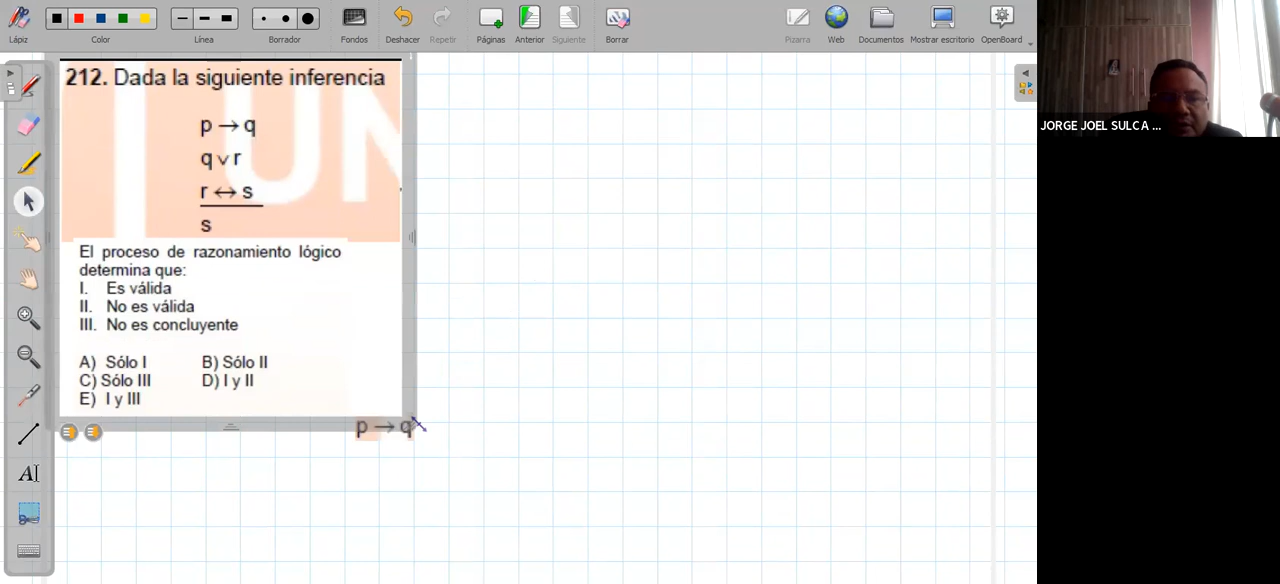 Lápiz Color Línea Borrador Fondos Deshacer Repetir Páginas Anterior Siguiente Borrar Pizarra Web Documentos Mostrar escritorio OpenBoard
212. Dada la siguiente inferencia
p → q
q ∨ r
r ↔ s
s
El proceso de razonamiento lógico
determina que:
I. Es válida
II. No es válida
III. No es concluyente
A) Sólo I B) Sólo II
C) Sólo III D) I y II
E) I y III
p → q
UN
JORGE JOEL SULCA ...